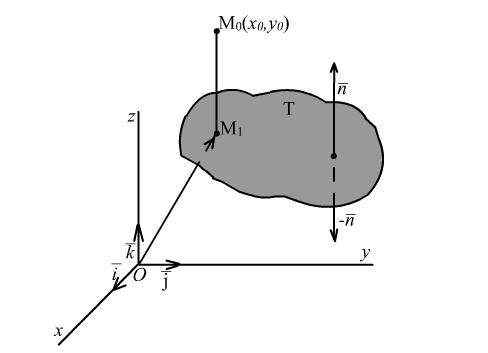 M₀(x₀,y₀)
n̅
T
z
M₁
-n̅
k̅
y
i̅
O
j̅
x